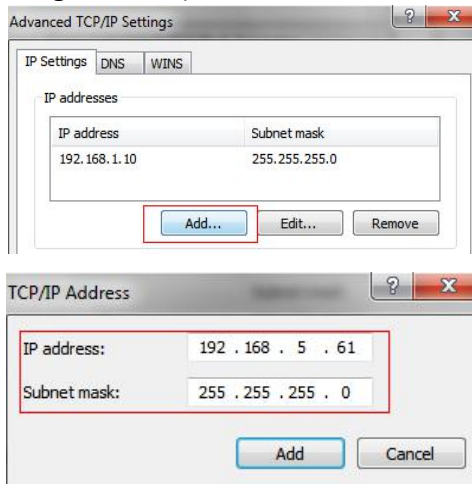 Advanced TCP/IP Settings
IP Settings DNS WINS
IP addresses
IP address Subnet mask
192.168.1.10 255.255.255.0
Add... Edit... Remove
TCP/IP Address
IP address: 192 . 168 . 5 . 61
Subnet mask: 255 . 255 . 255 . 0
Add Cancel